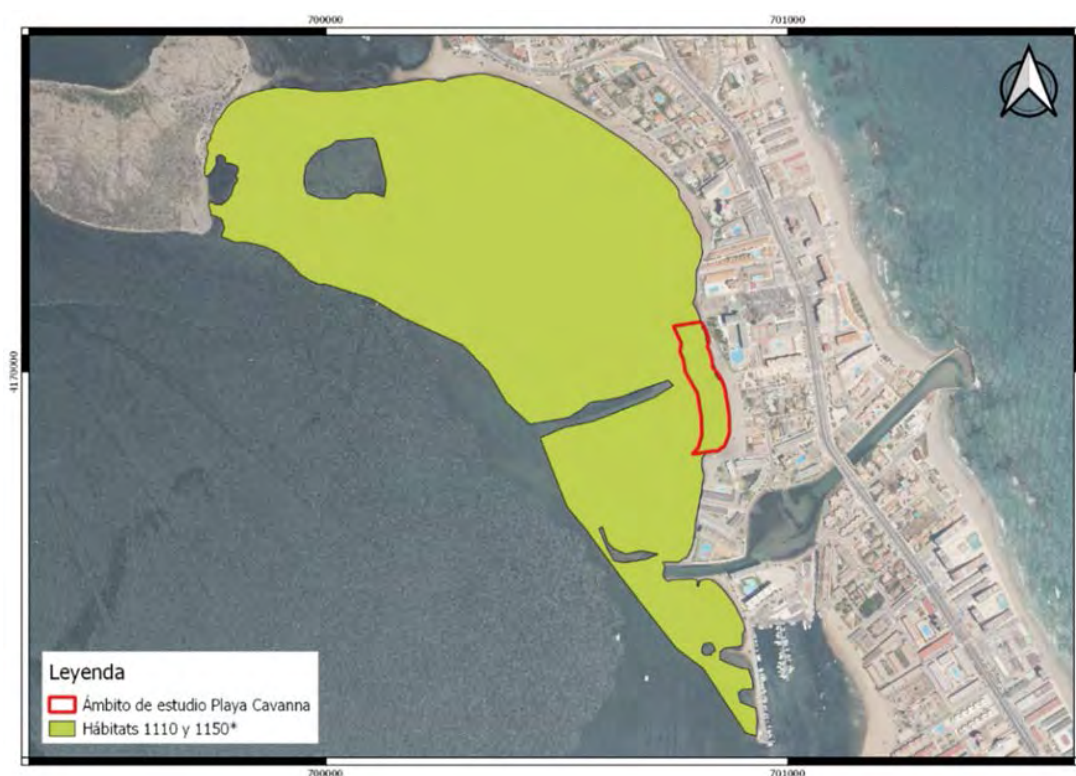 700000 701000
4170000
Leyenda
Ámbito de estudio Playa Cavanna
Hábitats 1110 y 1150*
700000 701000